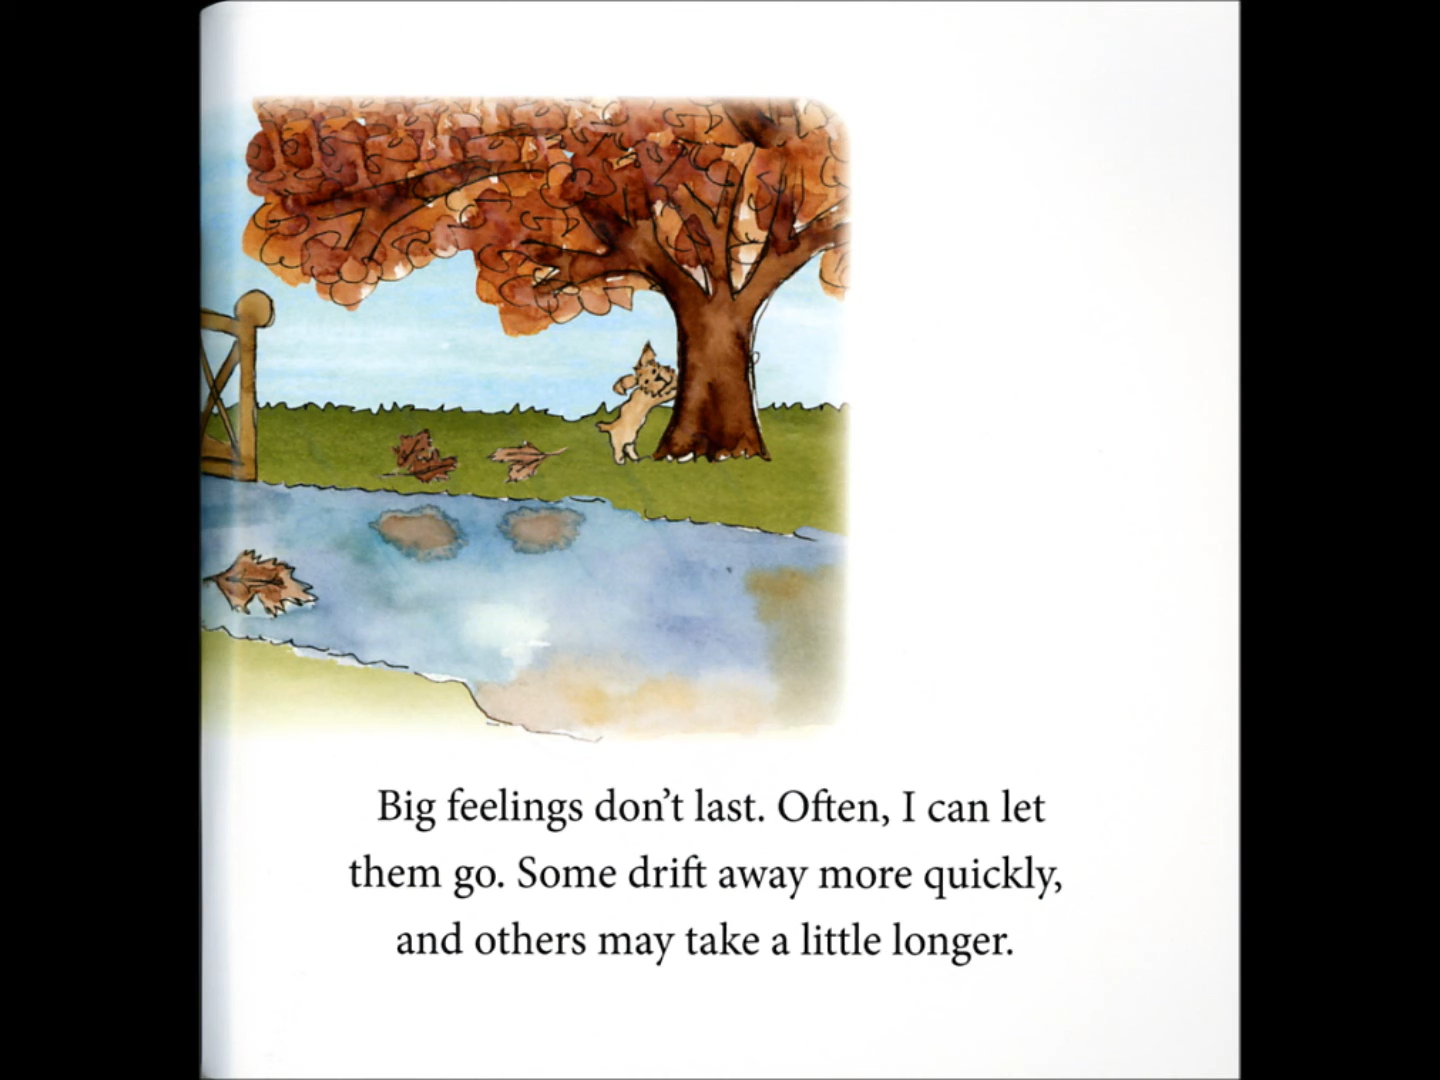 Big feelings don’t last. Often, I can let
them go. Some drift away more quickly,
and others may take a little longer.